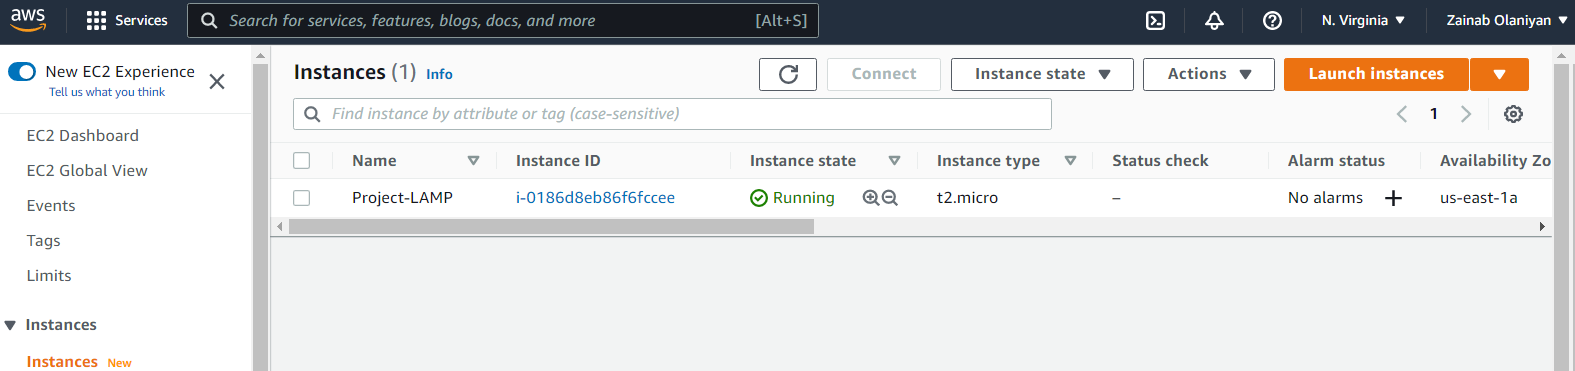 aws Services Search for services, features, blogs, docs, and more [Alt+S] N. Virginia Zainab Olaniyan
New EC2 Experience
Tell us what you think
EC2 Dashboard
EC2 Global View
Events
Tags
Limits
Instances
Instances New
Instances (1) Info Connect Instance state Actions Launch instances
Find instance by attribute or tag (case-sensitive) 1
Name Instance ID Instance state Instance type Status check Alarm status Availability Zo
Project-LAMP i-0186d8eb86f6fccee Running t2.micro – No alarms + us-east-1a